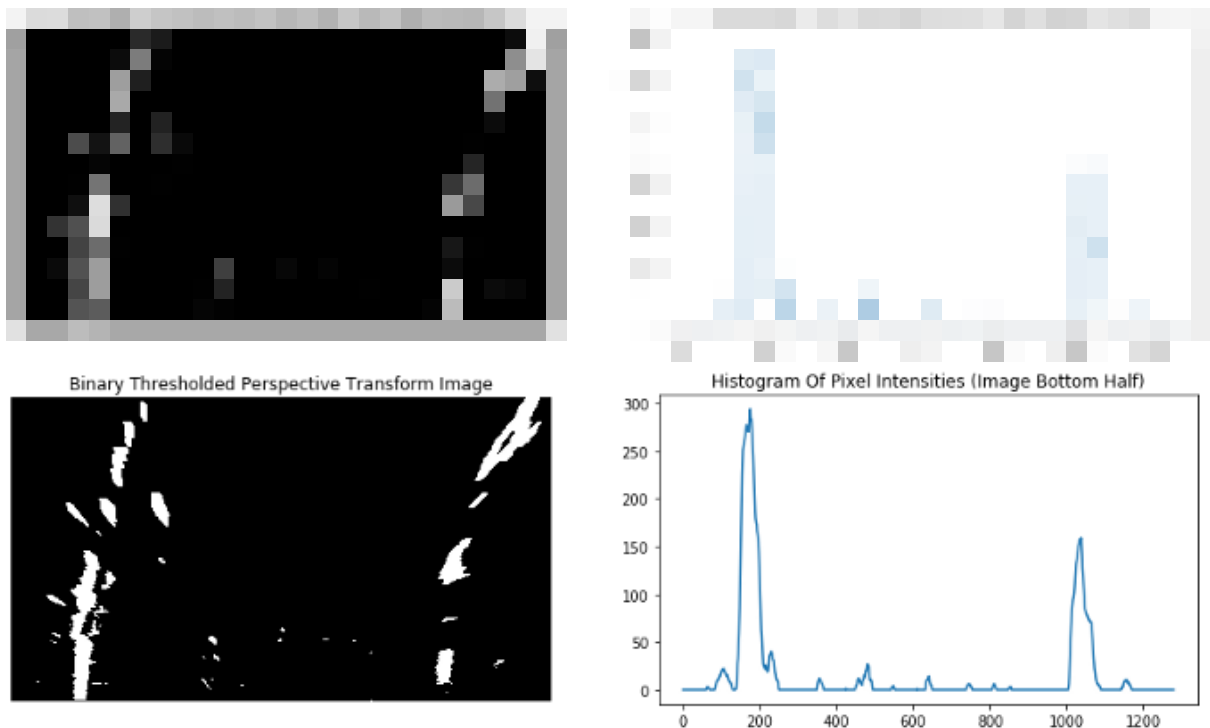 Binary Thresholded Perspective Transform Image
Histogram Of Pixel Intensities (Image Bottom Half)
300
250
200
150
100
50
0
0 200 400 600 800 1000 1200